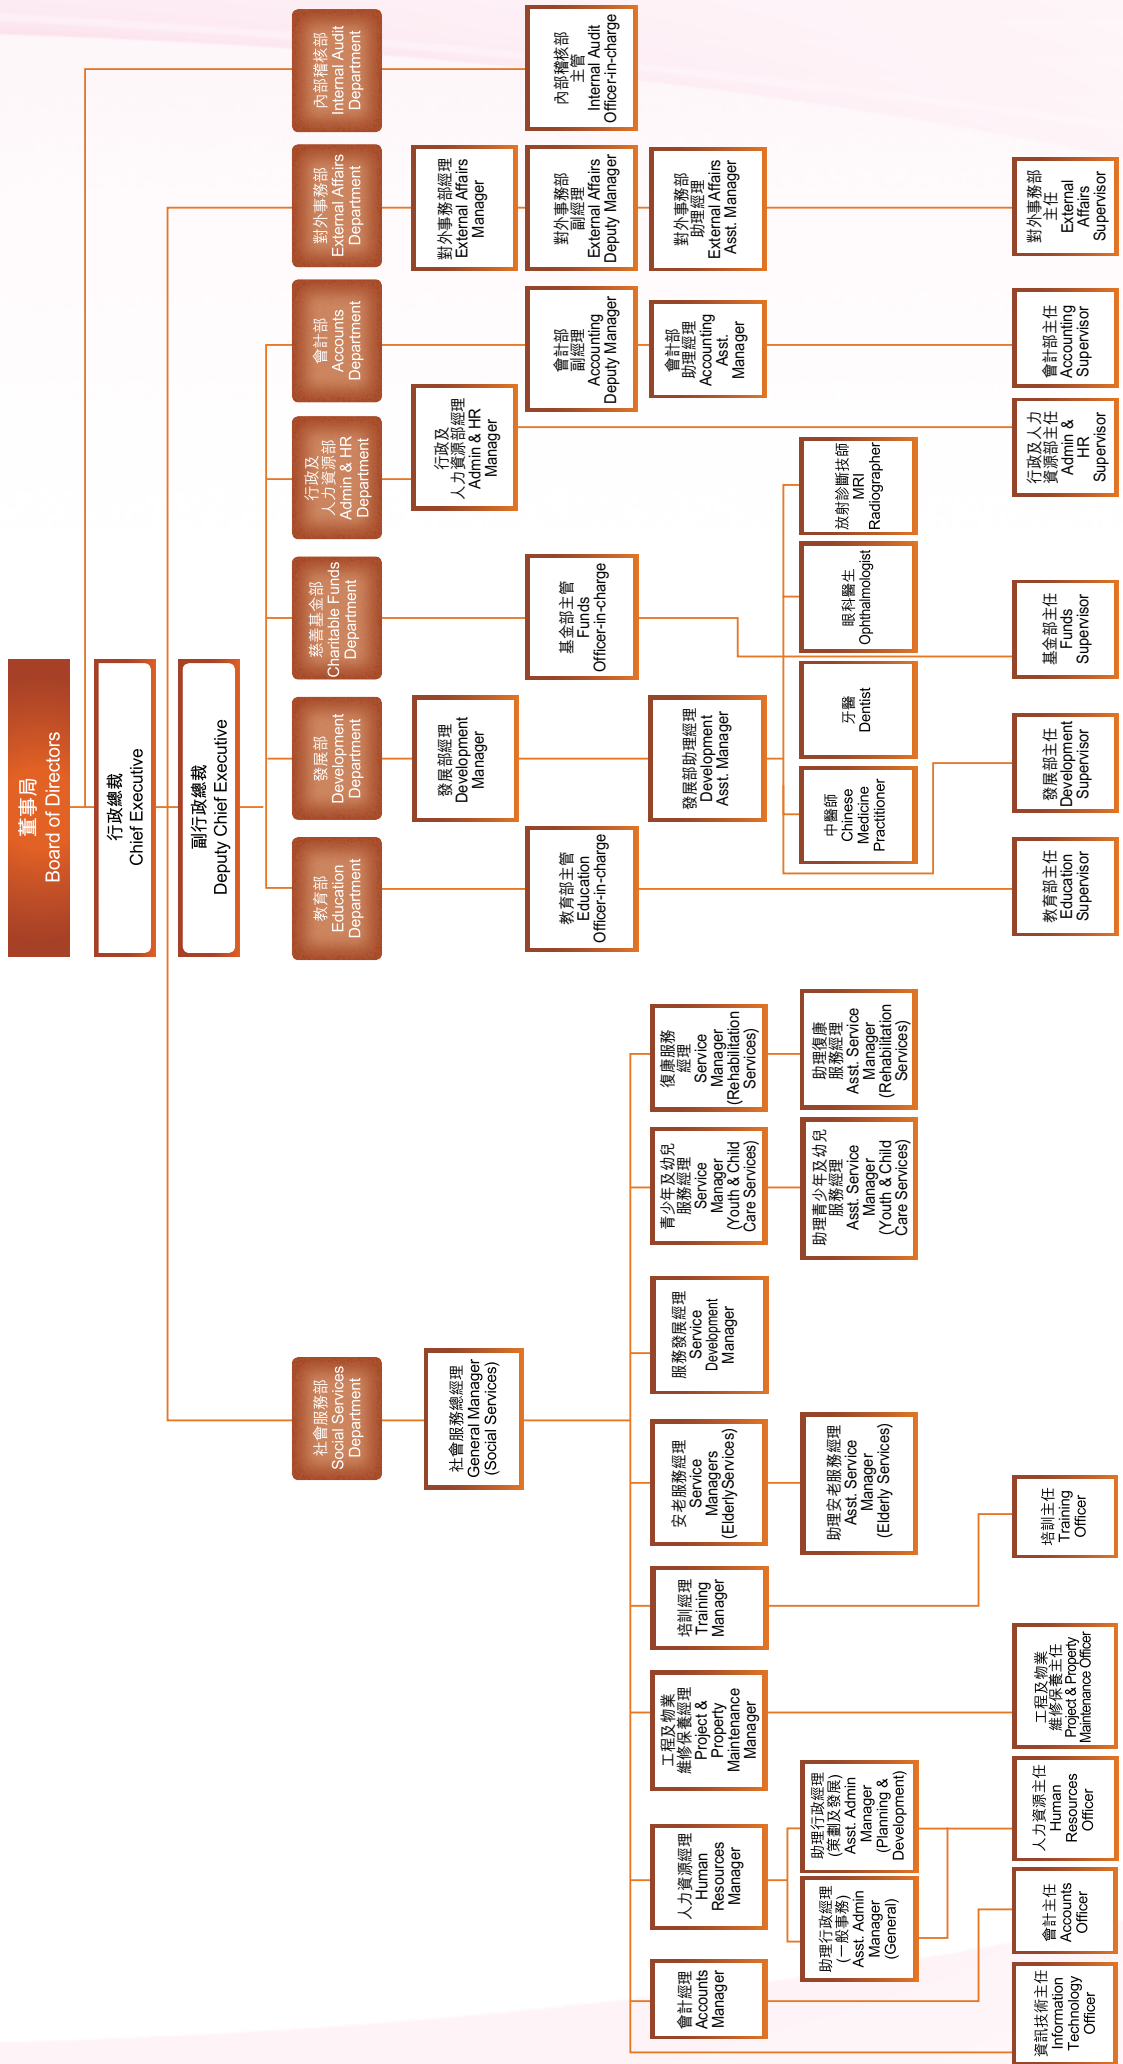 董事局
Board of Directors
行政總裁
Chief Executive
副行政總裁
Deputy Chief Executive
社會服務部
Social Services
Department
教育部
Education
Department
發展部
Development
Department
慈善基金部
Charitable Funds
Department
行政及
人力資源部
Admin & HR
Department
會計部
Accounts
Department
對外事務部
External Affairs
Department
內部稽核部
Internal Audit
Department
社會服務總經理
General Manager
(Social Services)
發展部經理
Development
Manager
行政及
人力資源部經理
Admin & HR
Manager
對外事務部經理
External Affairs
Manager
教育部主管
Education
Officer-in-charge
基金部主管
Funds
Officer-in-charge
會計部
副經理
Accounting
Deputy Manager
對外事務部
副經理
External Affairs
Deputy Manager
內部稽核部
主管
Internal Audit
Officer-in-charge
會計經理
Accounts
Manager
人力資源經理
Human
Resources
Manager
工程及物業
維修保養經理
Project &
Property
Maintenance
Manager
培訓經理
Training
Manager
安老服務經理
Service
Managers
(ElderlyServices)
服務發展經理
Service
Development
Manager
青少年及幼兒
服務經理
Service
Manager
(Youth & Child
Care Services)
復康服務
經理
Service
Manager
(Rehabilitation
Services)
發展部助理經理
Development
Asst. Manager
會計部
助理經理
Accounting
Asst.
Manager
對外事務部
助理經理
External Affairs
Asst. Manager
助理行政經理
(一般事務)
Asst. Admin
Manager
(General)
助理行政經理
(策劃及發展)
Asst. Admin
Manager
(Planning &
Development)
助理安老服務經理
Asst. Service
Manager
(Elderly Services)
助理青少年及幼兒
服務經理
Asst. Service
Manager
(Youth & Child
Care Services)
助理復康
服務經理
Asst. Service
Manager
(Rehabilitation
Services)
中醫師
Chinese
Medicine
Practitioner
牙醫
Dentist
眼科醫生
Ophthalmologist
放射診斷技師
MRI
Radiographer
資訊技術主任
Information
Technology
Officer
會計主任
Accounts
Officer
人力資源主任
Human
Resources
Officer
工程及物業
維修保養主任
Project & Property
Maintenance Officer
培訓主任
Training
Officer
教育部主任
Education
Supervisor
發展部主任
Development
Supervisor
基金部主任
Funds
Supervisor
行政及人力
資源部主任
Admin &
HR
Supervisor
會計部主任
Accounting
Supervisor
對外事務部
主任
External
Affairs
Supervisor